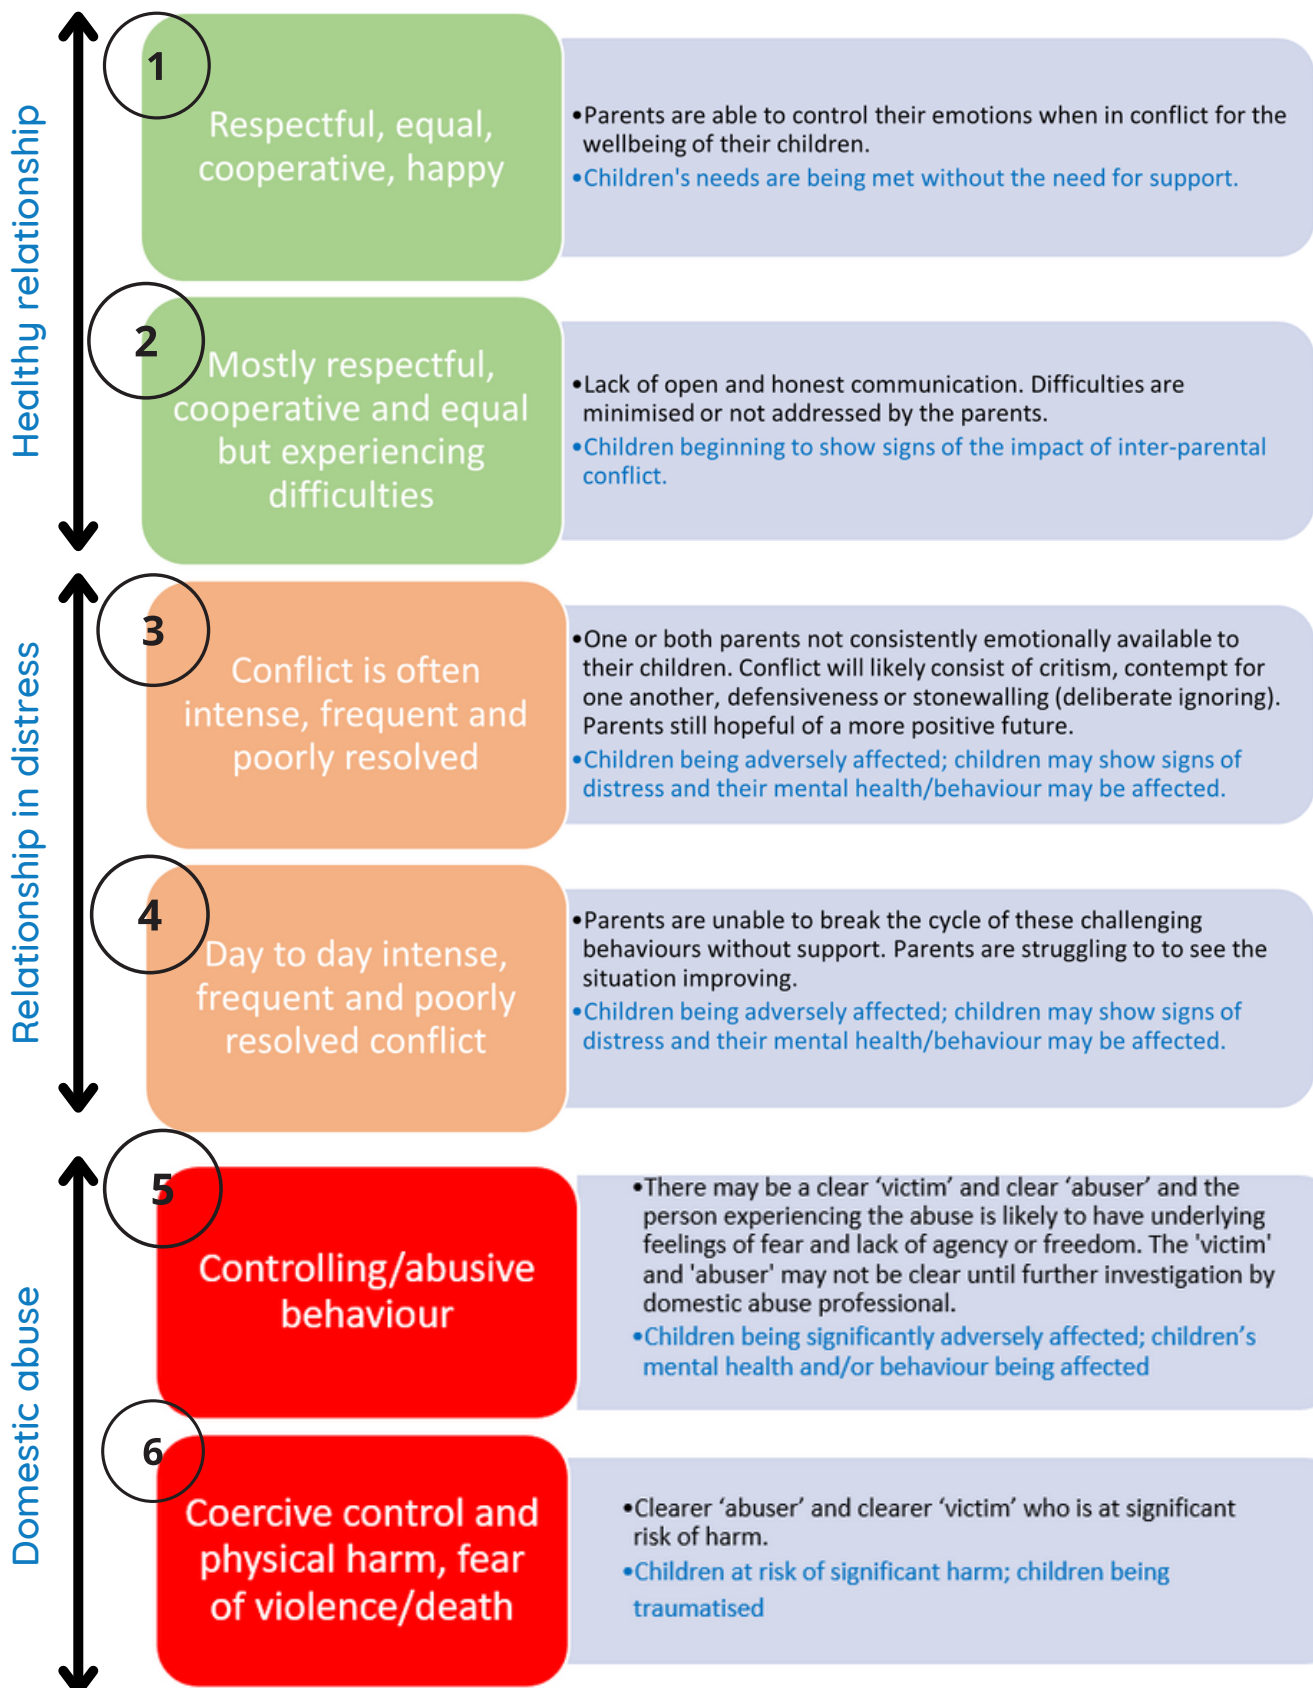 Healthy relationship
1
Respectful, equal,
cooperative, happy
•Parents are able to control their emotions when in conflict for the
wellbeing of their children.
•Children's needs are being met without the need for support.
2
Mostly respectful,
cooperative and equal
but experiencing
difficulties
•Lack of open and honest communication. Difficulties are
minimised or not addressed by the parents.
•Children beginning to show signs of the impact of inter-parental
conflict.
Relationship in distress
3
Conflict is often
intense, frequent and
poorly resolved
•One or both parents not consistently emotionally available to
their children. Conflict will likely consist of critism, contempt for
one another, defensiveness or stonewalling (deliberate ignoring).
Parents still hopeful of a more positive future.
•Children being adversely affected; children may show signs of
distress and their mental health/behaviour may be affected.
4
Day to day intense,
frequent and poorly
resolved conflict
•Parents are unable to break the cycle of these challenging
behaviours without support. Parents are struggling to to see the
situation improving.
•Children being adversely affected; children may show signs of
distress and their mental health/behaviour may be affected.
Domestic abuse
5
Controlling/abusive
behaviour
•There may be a clear ‘victim’ and clear ‘abuser’ and the
person experiencing the abuse is likely to have underlying
feelings of fear and lack of agency or freedom. The 'victim'
and 'abuser' may not be clear until further investigation by
domestic abuse professional.
•Children being significantly adversely affected; children’s
mental health and/or behaviour being affected
6
Coercive control and
physical harm, fear
of violence/death
•Clearer ‘abuser’ and clearer ‘victim’ who is at significant
risk of harm.
•Children at risk of significant harm; children being
traumatised